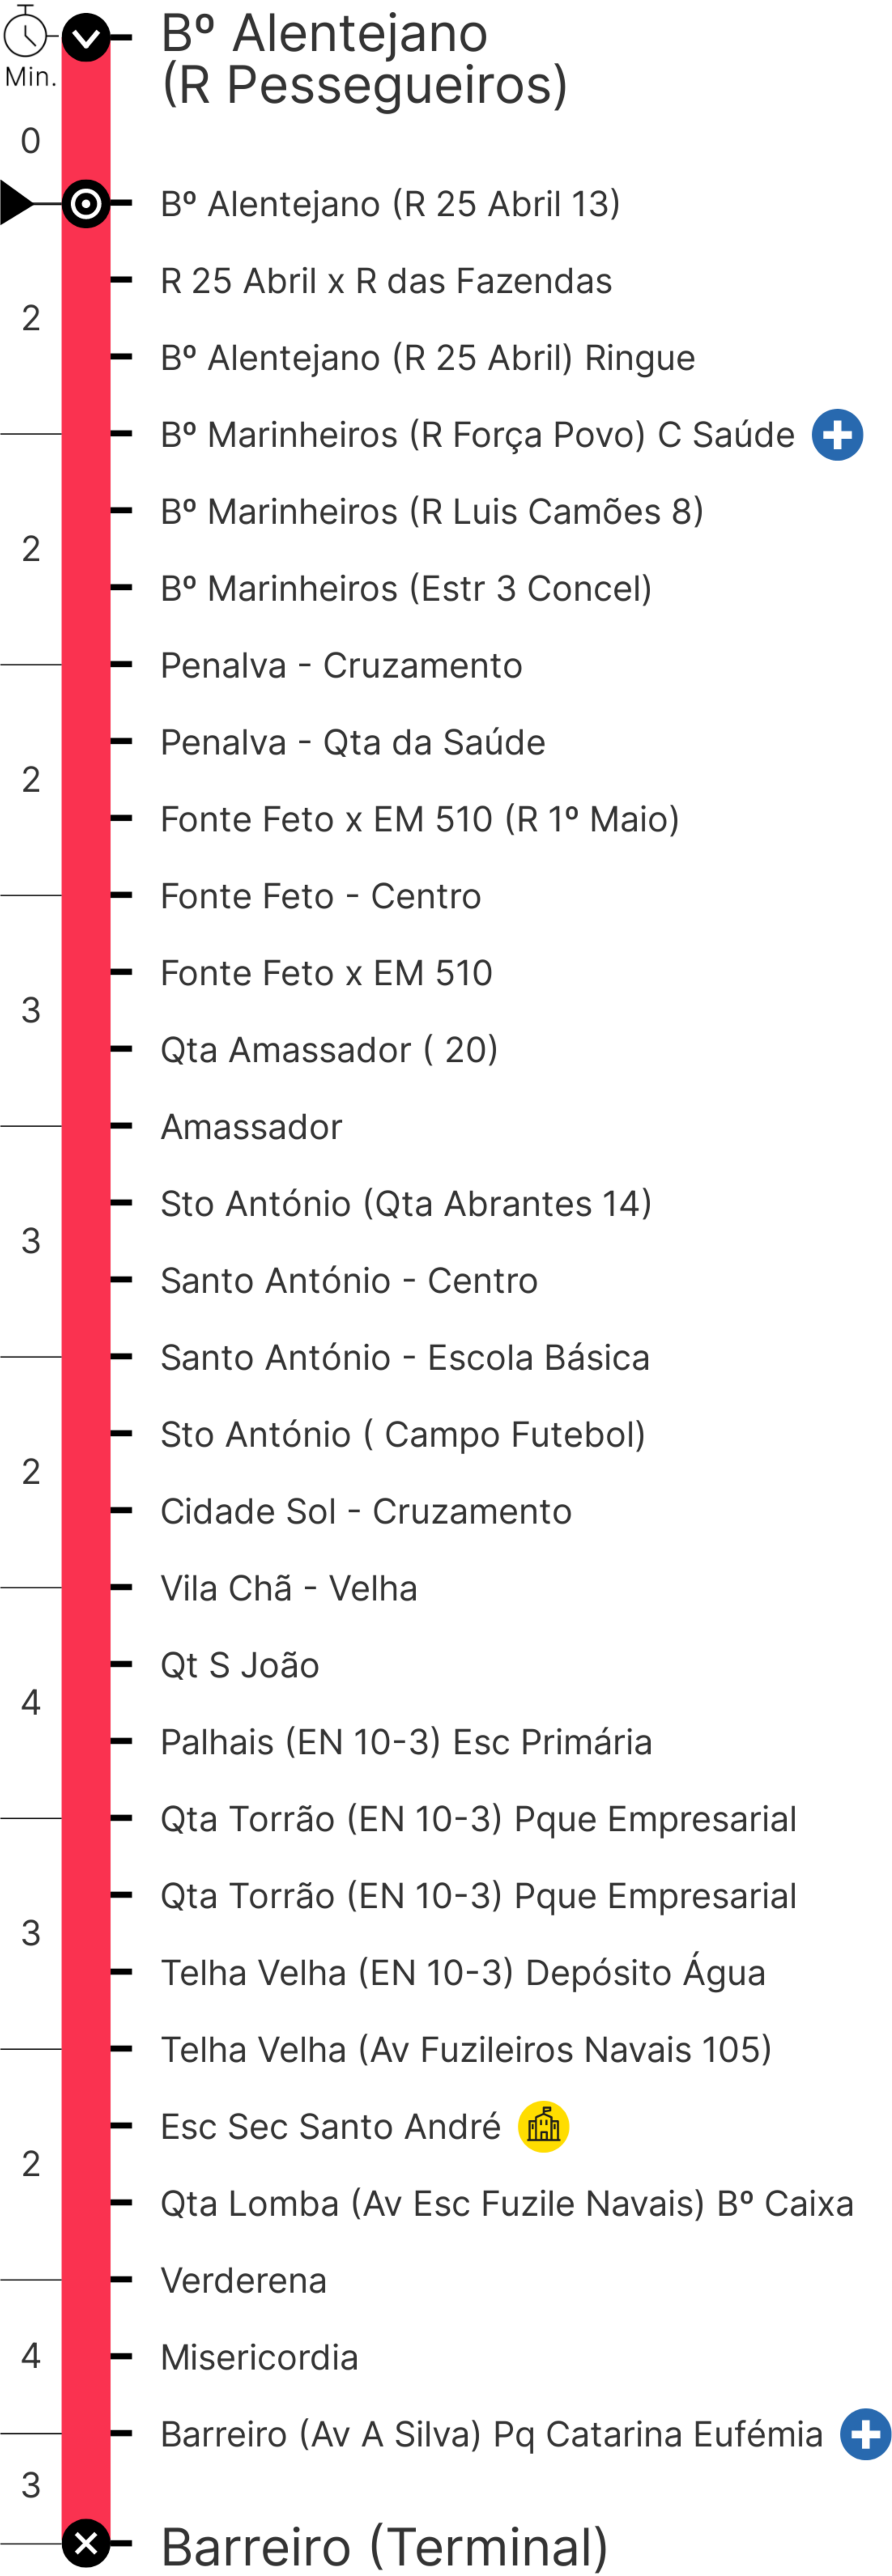 Bº Alentejano
(R Pessegueiros)
Min.
0
Bº Alentejano (R 25 Abril 13)
R 25 Abril x R das Fazendas
2
Bº Alentejano (R 25 Abril) Ringue
Bº Marinheiros (R Força Povo) C Saúde
Bº Marinheiros (R Luis Camões 8)
2
Bº Marinheiros (Estr 3 Concel)
Penalva - Cruzamento
Penalva - Qta da Saúde
2
Fonte Feto x EM 510 (R 1º Maio)
Fonte Feto - Centro
Fonte Feto x EM 510
3
Qta Amassador ( 20)
Amassador
Sto António (Qta Abrantes 14)
3
Santo António - Centro
Santo António - Escola Básica
Sto António ( Campo Futebol)
2
Cidade Sol - Cruzamento
Vila Chã - Velha
Qt S João
4
Palhais (EN 10-3) Esc Primária
Qta Torrão (EN 10-3) Pque Empresarial
Qta Torrão (EN 10-3) Pque Empresarial
3
Telha Velha (EN 10-3) Depósito Água
Telha Velha (Av Fuzileiros Navais 105)
Esc Sec Santo André
2
Qta Lomba (Av Esc Fuzile Navais) Bº Caixa
Verderena
4
Misericordia
Barreiro (Av A Silva) Pq Catarina Eufémia
3
Barreiro (Terminal)